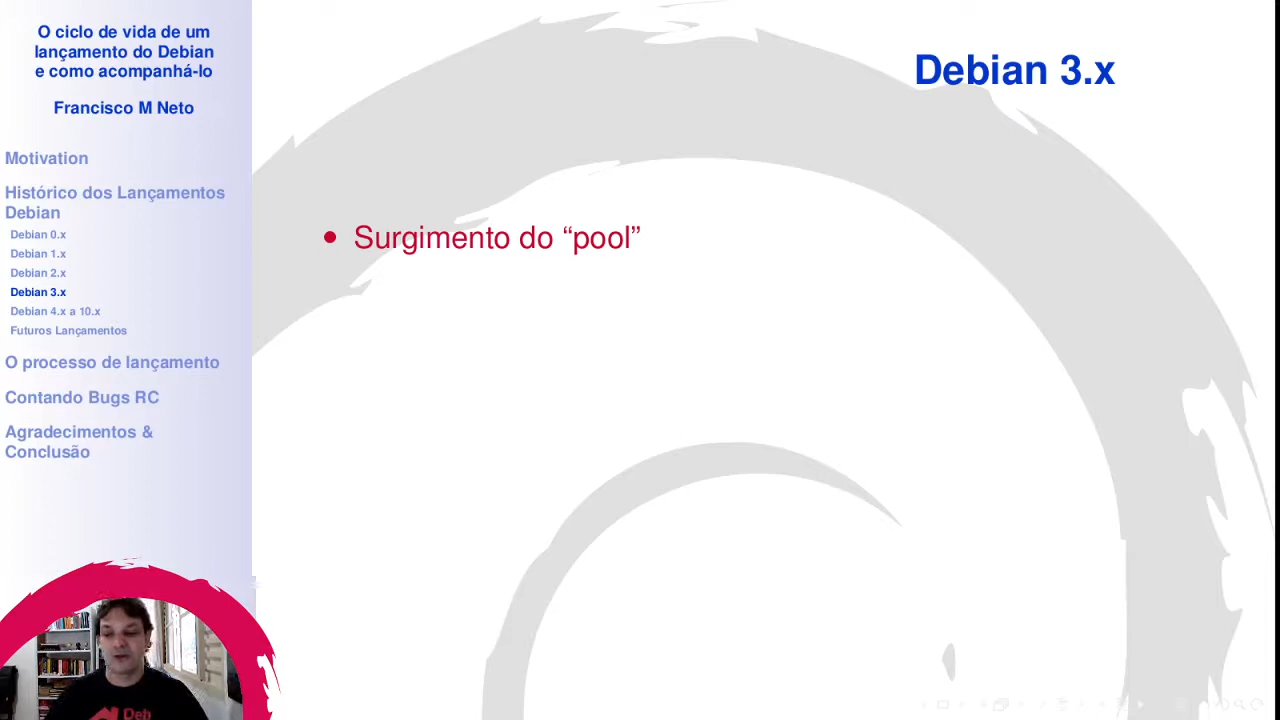 O ciclo de vida de um
lançamento do Debian
e como acompanhá-lo
Francisco M Neto
Motivation
Histórico dos Lançamentos
Debian
Debian 0.x
Debian 1.x
Debian 2.x
Debian 3.x
Debian 4.x a 10.x
Futuros Lançamentos
O processo de lançamento
Contando Bugs RC
Agradecimentos &
Conclusão
Debian 3.x
• Surgimento do “pool”
Deb